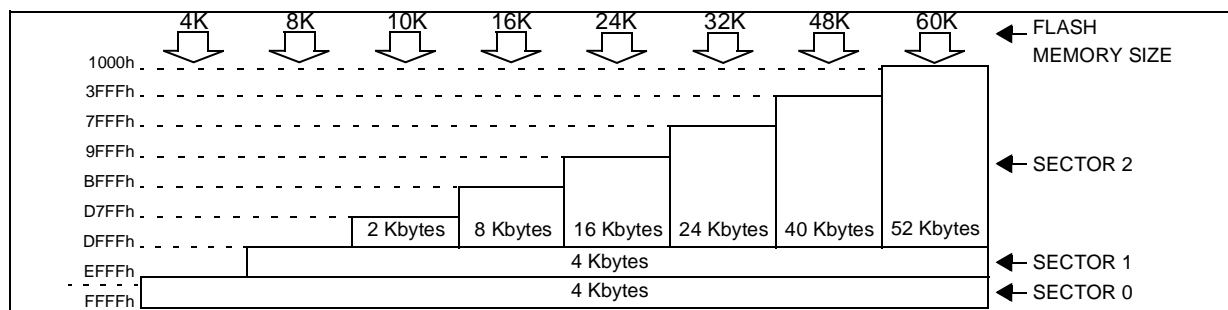 4K 8K 10K 16K 24K 32K 48K 60K FLASH
MEMORY SIZE
1000h
3FFFh
7FFFh
9FFFh
BFFFh
D7FFh
DFFFh
EFFFh
FFFFh
SECTOR 2
2 Kbytes 8 Kbytes 16 Kbytes 24 Kbytes 40 Kbytes 52 Kbytes
4 Kbytes SECTOR 1
4 Kbytes SECTOR 0